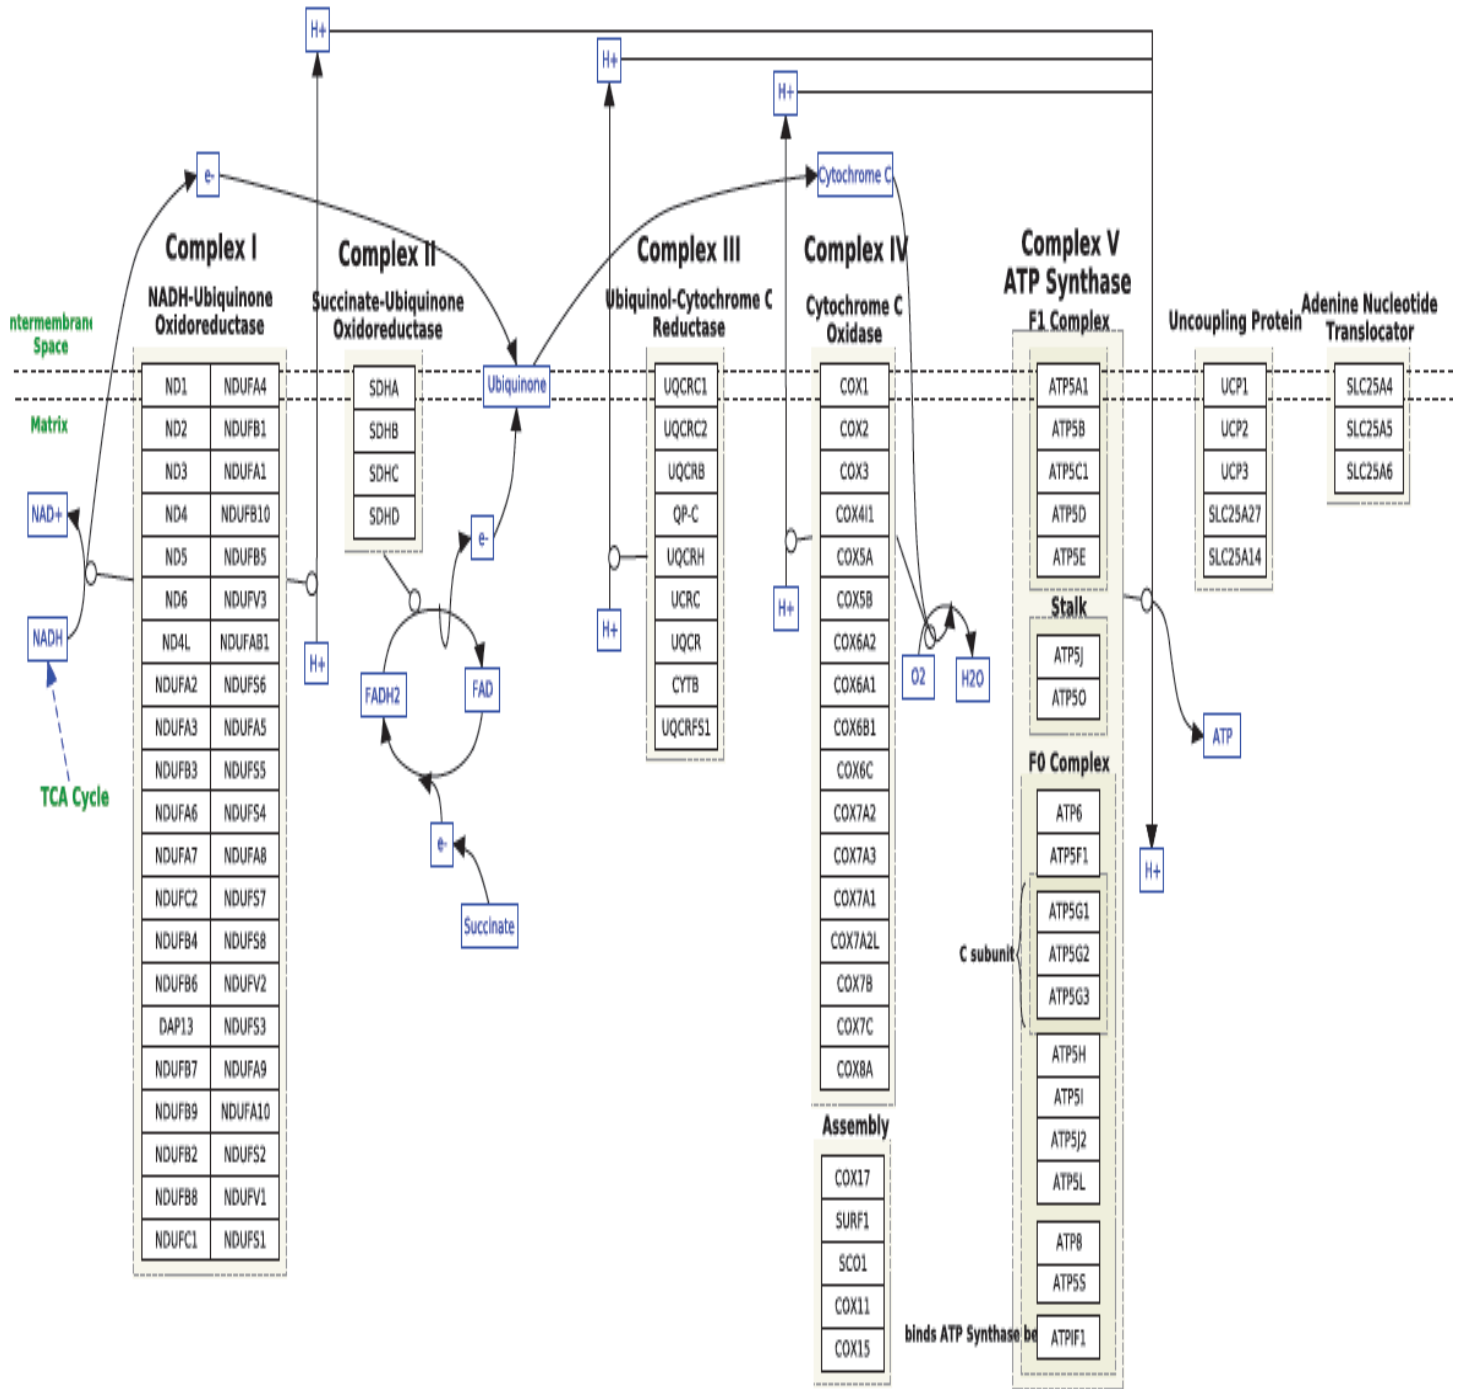 H+
H+
H+
e-
Cytochrome C
Complex I
NADH-Ubiquinone
Oxidoreductase
Complex II
Succinate-Ubiquinone
Oxidoreductase
Complex III
Ubiquinol-Cytochrome C
Reductase
Complex IV
Cytochrome C
Oxidase
Complex V
ATP Synthase
F1 Complex
Uncoupling Protein
Adenine Nucleotide
Translocator
ntermembrane
Space
Matrix
NAD+
NADH
TCA Cycle
ND1 NDUFA4
ND2 NDUFB1
ND3 NDUFA1
ND4 NDUFB10
ND5 NDUFB5
ND6 NDUFV3
ND4L NDUFAB1
NDUFA2 NDUFS6
NDUFA3 NDUFA5
NDUFB3 NDUFS5
NDUFA6 NDUFS4
NDUFA7 NDUFA8
NDUFC2 NDUFS7
NDUFB4 NDUFS8
NDUFB6 NDUFV2
DAP13 NDUFS3
NDUFB7 NDUFA9
NDUFB9 NDUFA10
NDUFB2 NDUFS2
NDUFB8 NDUFV1
NDUFC1 NDUFS1
H+
SDHA
SDHB
SDHC
SDHD
Ubiquinone
e-
FADH2
FAD
e-
Succinate
H+
UQCRC1
UQCRC2
UQCRB
QP-C
UQCRH
UCRC
UQCR
CYTB
UQCRFS1
H+
COX1
COX2
COX3
COX4I1
COX5A
COX5B
COX6A2
COX6A1
COX6B1
COX6C
COX7A2
COX7A3
COX7A1
COX7A2L
COX7B
COX7C
COX8A
Assembly
COX17
SURF1
SCO1
COX11
COX15
O2
H2O
ATP5A1
ATP5B
ATP5C1
ATP5D
ATP5E
Stalk
ATP5J
ATP5O
F0 Complex
ATP6
ATP5F1
C subunit
ATP5G1
ATP5G2
ATP5G3
ATP5H
ATP5I
ATP5J2
ATP5L
ATP8
ATP5S
binds ATP Synthase be
ATPIF1
ATP
H+
UCP1
UCP2
UCP3
SLC25A27
SLC25A14
SLC25A4
SLC25A5
SLC25A6